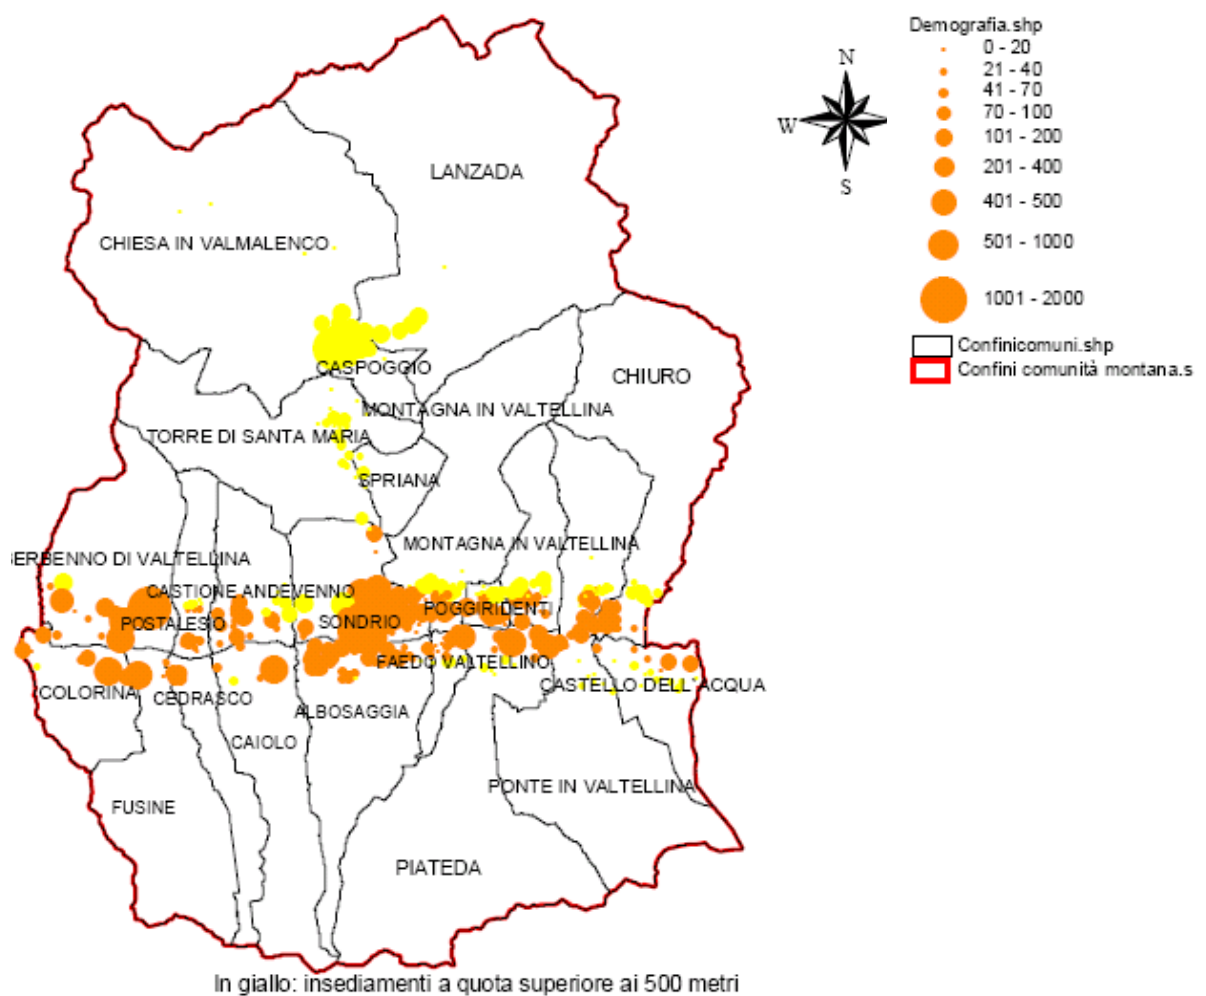 Demografia.shp
0 - 20
21 - 40
41 - 70
70 - 100
101 - 200
201 - 400
401 - 500
501 - 1000
1001 - 2000
Confinicomuni.shp
Confini comunità montana.s
N
W
S
LANZADA
CHIESA IN VALMALENCO
CASPOGGIO
CHIURO
MONTAGNA IN VALTELLINA
TORRE DI SANTA MARIA
SPRIANA
MONTAGNA IN VALTELLINA
BERBENNO DI VALTELLINA
CASTIONE ANDEVENNO
POGGIRIDENTI
POSTALESIO
SONDRIO
FAEDO VALTELLINO
COLORINA
CEDRASCO
CASTELLO DELL'ACQUA
ALBOSAGGIA
CAIOLO
PONTE IN VALTELLINA
FUSINE
PIATEDA
In giallo: insediamenti a quota superiore ai 500 metri